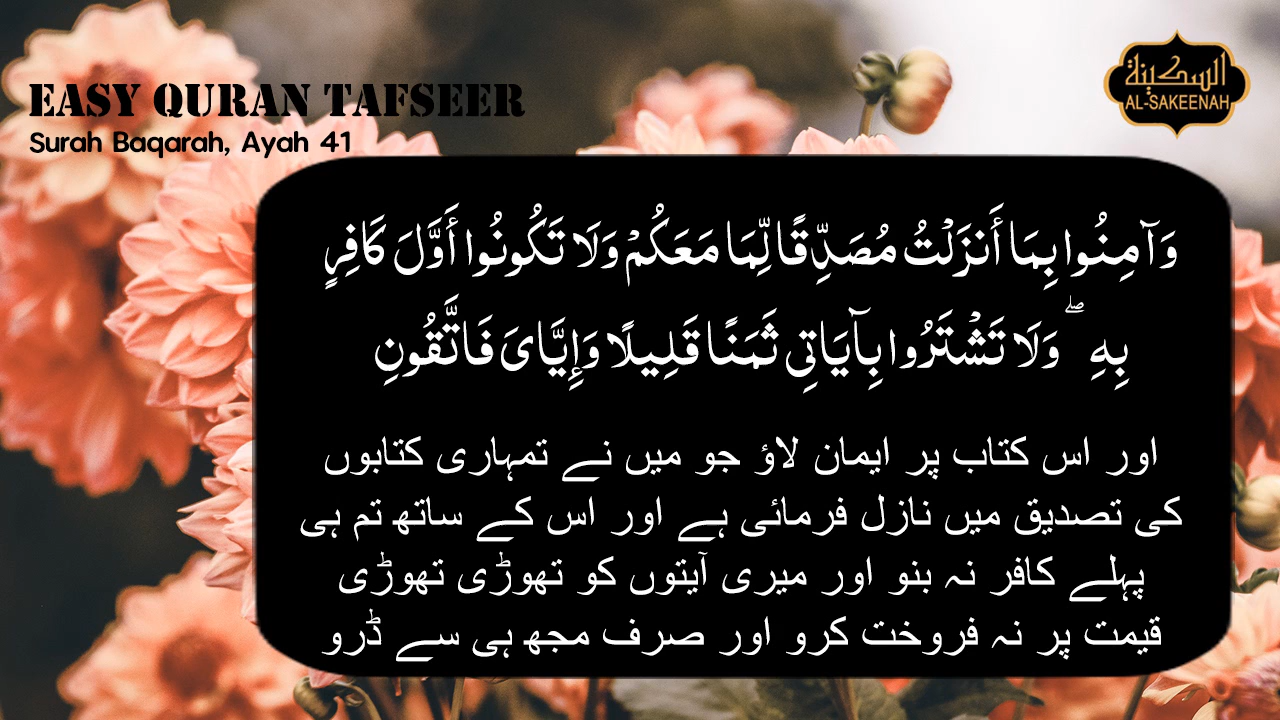 EASY QURAN TAFSEER
Surah Baqarah, Ayah 41
السكينة
AL-SAKEENAH
وَآمِنُوا بِمَا أَنزَلْتُ مُصَدِّقًا لِّمَا مَعَكُمْ وَلَا تَكُونُوا أَوَّلَ كَافِرٍ
بِهِ ۖ وَلَا تَشْتَرُوا بِآيَاتِي ثَمَنًا قَلِيلًا وَإِيَّايَ فَاتَّقُونِ
اور اس کتاب پر ایمان لاؤ جو میں نے تمہاری کتابوں
کی تصدیق میں نازل فرمائی ہے اور اس کے ساتھ تم ہی
پہلے کافر نہ بنو اور میری آیتوں کو تھوڑی تھوڑی
قیمت پر نہ فروخت کرو اور صرف مجھ ہی سے ڈرو